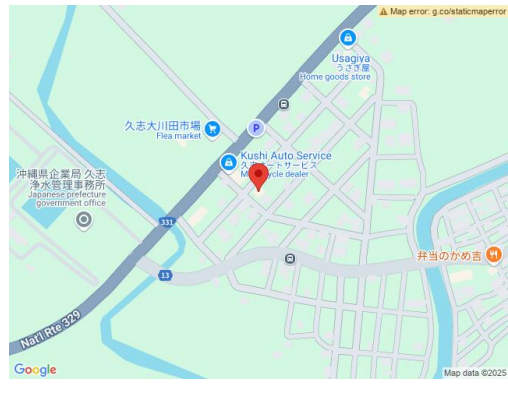 Map error: g.co/staticmaperror
Usagiya
うさぎ屋
Home goods store
久志大川田市場
Flea market
P
Kushi Auto Service
久志オートサービス
Motorcycle dealer
沖縄県企業局 久志
浄水管理事務所
Japanese prefecture
government office
331
弁当のかめ吉
13
Nat'l Rte 329
Google
Map data ©2025